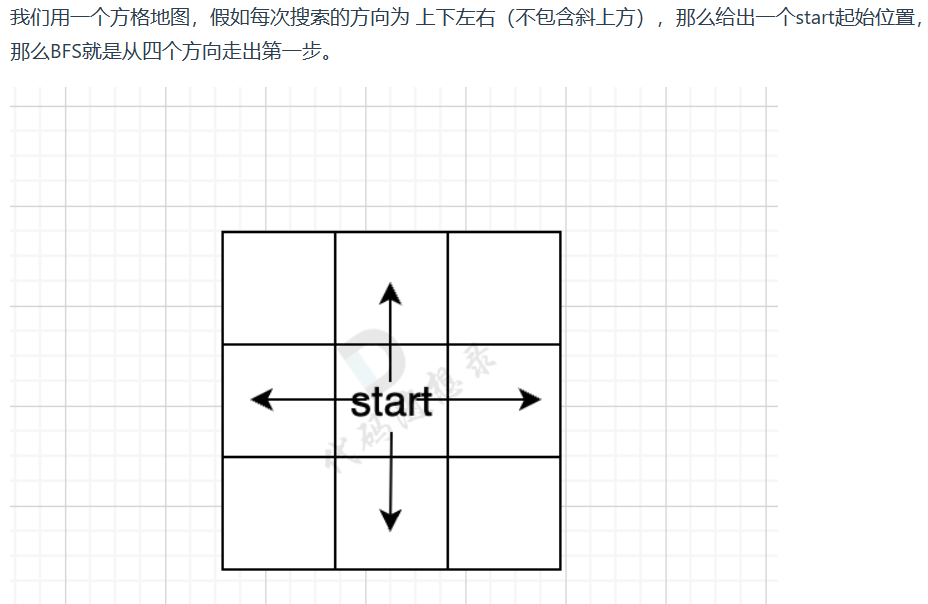 我们用一个方格地图，假如每次搜索的方向为 上下左右（不包含斜上方），那么给出一个start起始位置，
那么BFS就是从四个方向走出第一步。
start
代码随想录